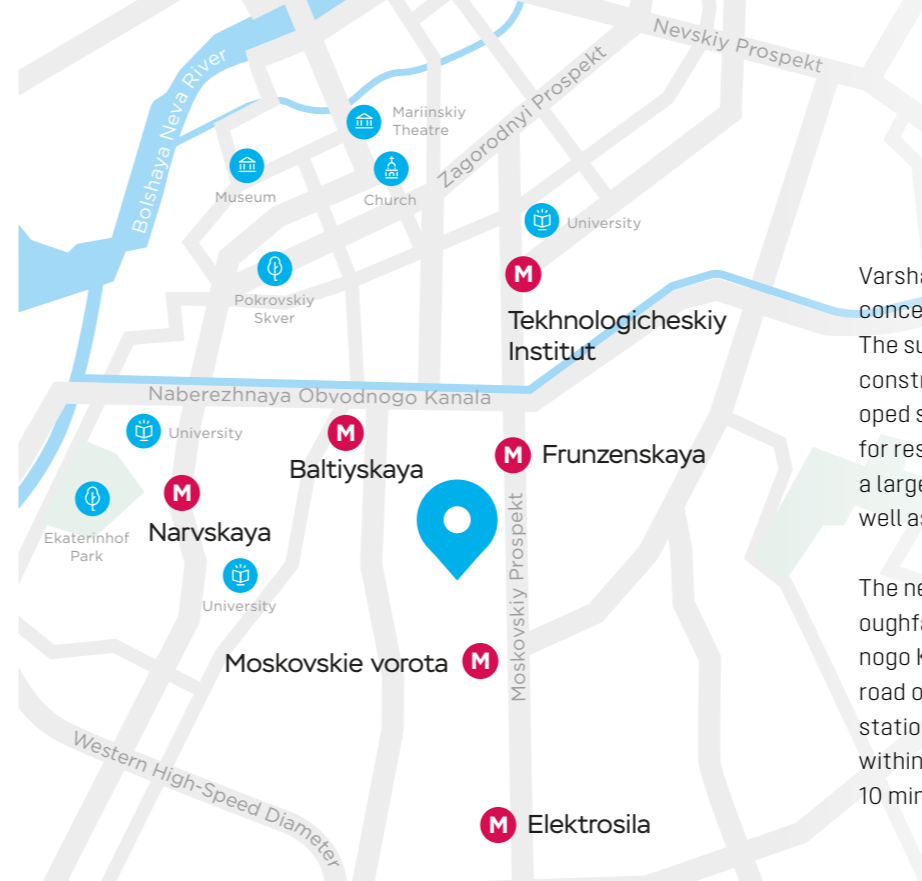 Nevskiy Prospekt
Bolshaya Neva River
Zagorodnyi Prospekt
Mariinskiy
Theatre
Museum
Church
University
M
Pokrovskiy
Skver
Tekhnologicheskiy
Institut
Naberezhnaya Obvodnogo Kanala
University
M
Baltiyskaya
M
Frunzenskaya
M
Narvskaya
Ekaterinhof
Park
University
Moskovskiy Prospekt
Moskovskie vorota
M
Western High-Speed Diameter
M
Elektrosila
Varsha
conce
The su
constr
oped s
for res
a large
well as
The ne
oughfa
nogo K
road o
statio
within
10 min